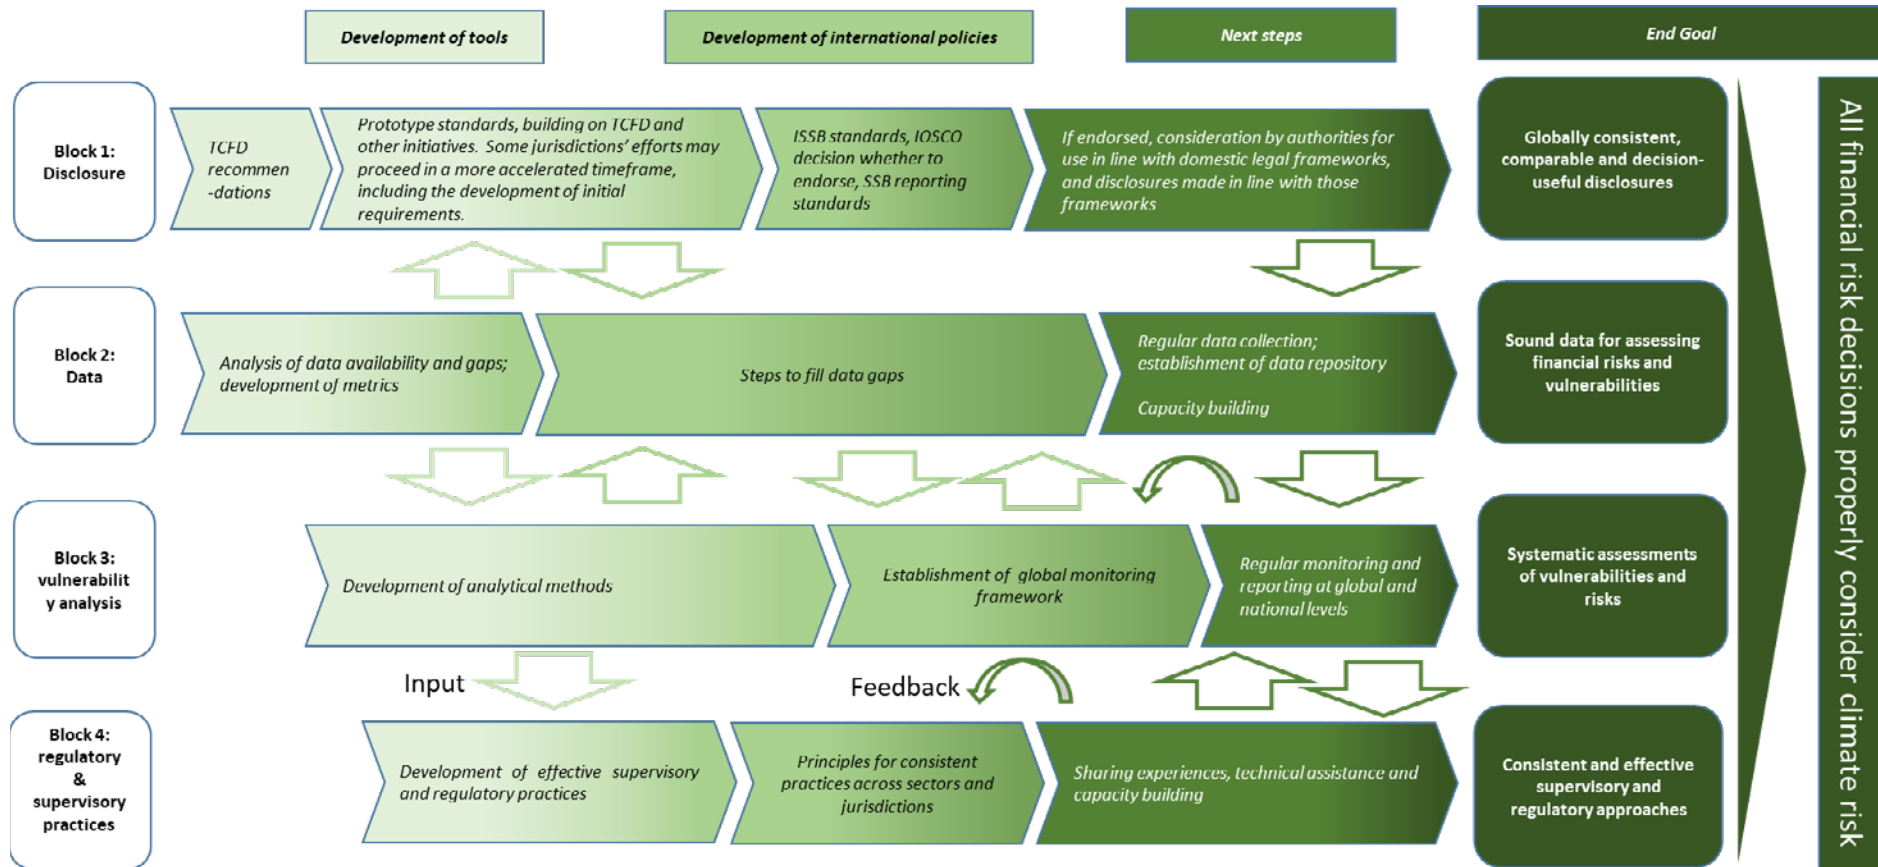 Development of tools
Development of international policies
Next steps
End Goal
Block 1:
Disclosure
TCFD
recommen
-dations
Prototype standards, building on TCFD and
other initiatives. Some jurisdictions' efforts may
proceed in a more accelerated timeframe,
including the development of initial
requirements.
ISSB standards, IOSCO
decision whether to
endorse, SSB reporting
standards
If endorsed, consideration by authorities for
use in line with domestic legal frameworks,
and disclosures made in line with those
frameworks
Globally consistent,
comparable and decision-
useful disclosures
Block 2:
Data
Analysis of data availability and gaps;
development of metrics
Steps to fill data gaps
Regular data collection;
establishment of data repository
Capacity building
Sound data for assessing
financial risks and
vulnerabilities
Block 3:
vulnerabilit
y analysis
Development of analytical methods
Establishment of global monitoring
framework
Regular monitoring and
reporting at global and
national levels
Systematic assessments
of vulnerabilities and
risks
Input
Feedback
Block 4:
regulatory
&
supervisory
practices
Development of effective supervisory
and regulatory practices
Principles for consistent
practices across sectors and
jurisdictions
Sharing experiences, technical assistance and
capacity building
Consistent and effective
supervisory and
regulatory approaches
All financial risk decisions properly consider climate risk